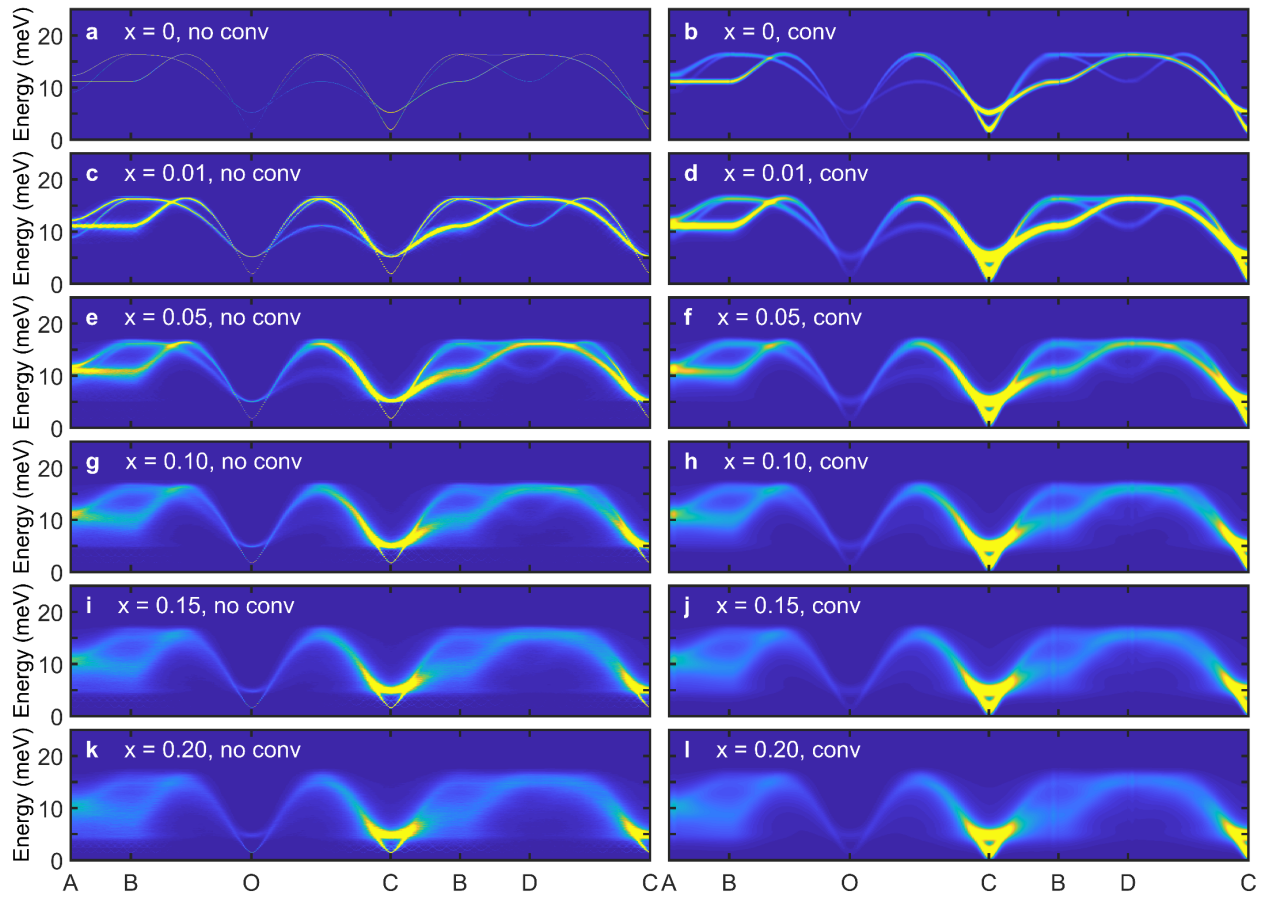 a x = 0, no conv
b x = 0, conv
Energy (meV)
20
10
0
c x = 0.01, no conv
d x = 0.01, conv
Energy (meV)
20
10
0
e x = 0.05, no conv
f x = 0.05, conv
Energy (meV)
20
10
0
g x = 0.10, no conv
h x = 0.10, conv
Energy (meV)
20
10
0
i x = 0.15, no conv
j x = 0.15, conv
Energy (meV)
20
10
0
k x = 0.20, no conv
l x = 0.20, conv
Energy (meV)
20
10
0
A B O C B D C A B O C B D C